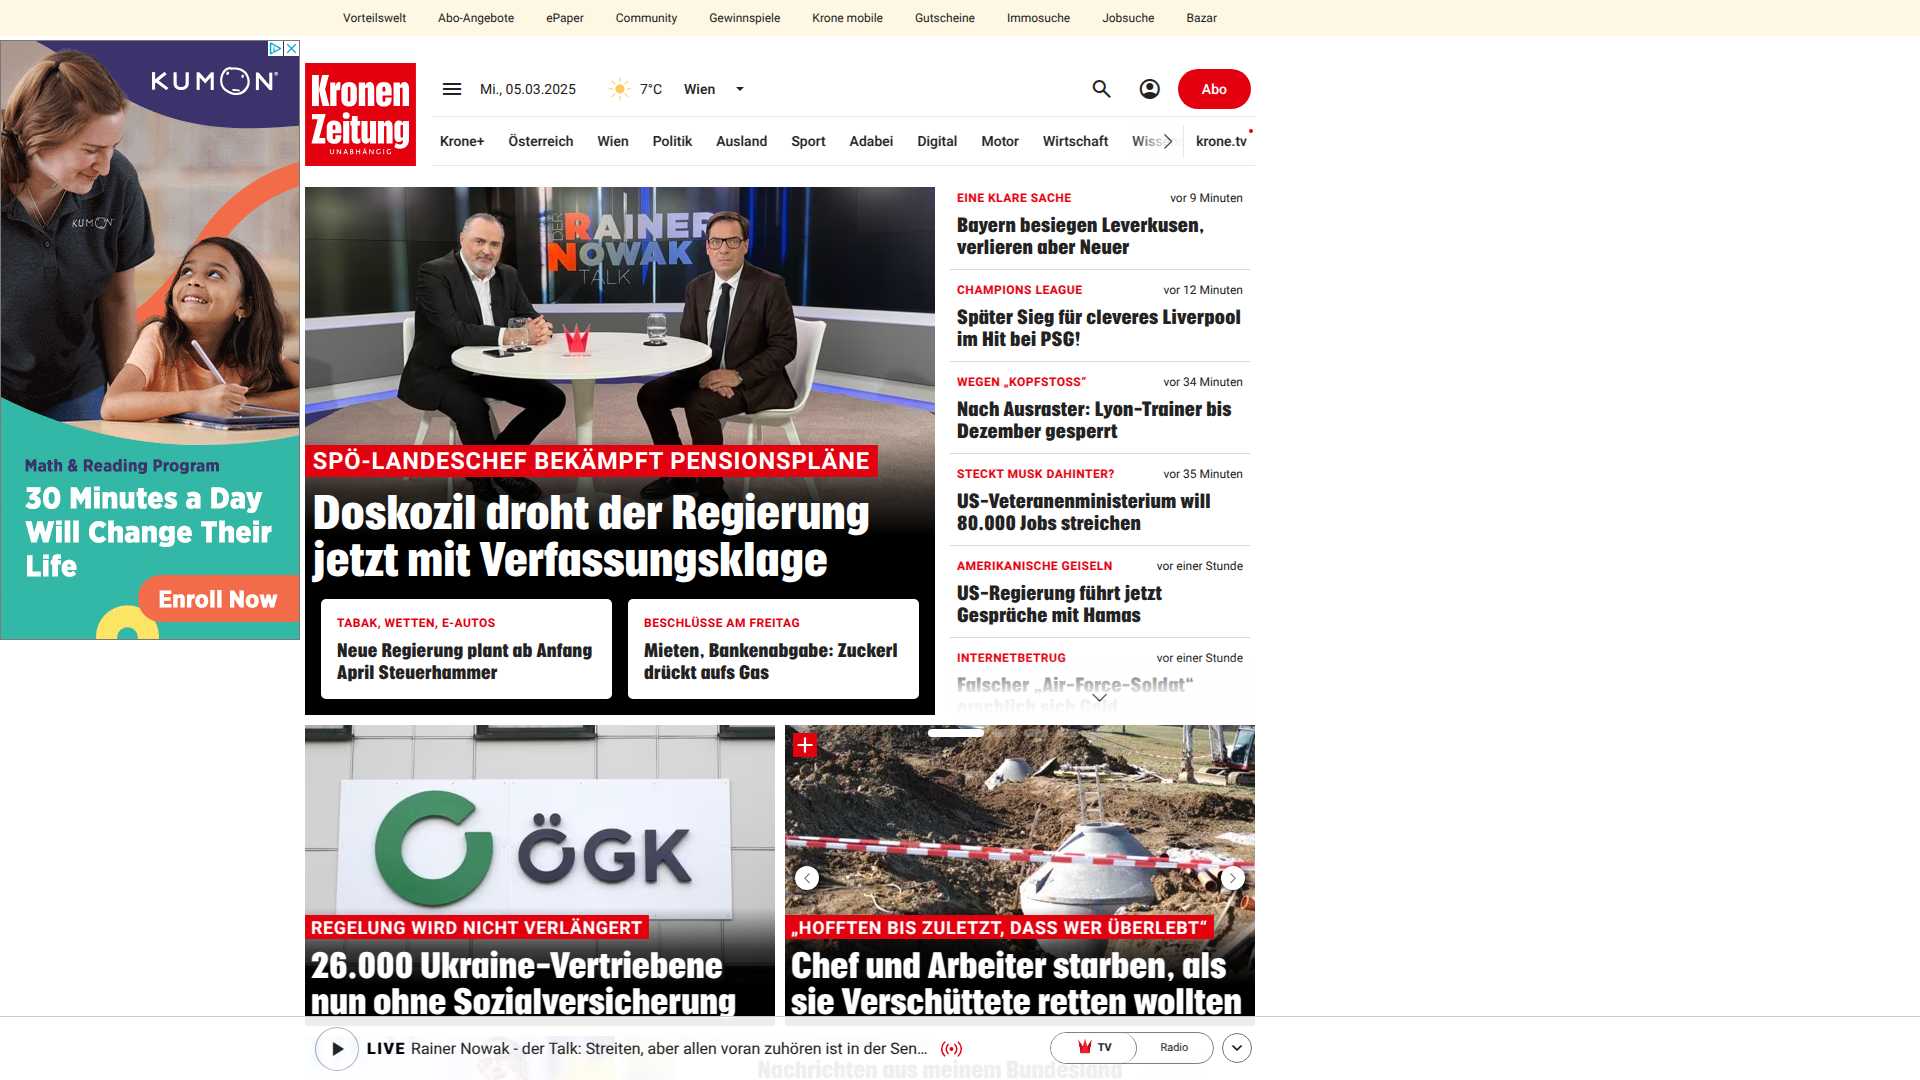 Vorteilswelt
Abo-Angebote
ePaper
Community
Gewinnspiele
Krone mobile
Gutscheine
Immosuche
Jobsuche
Bazar
KUMON
KUMON
Math & Reading Program
30 Minutes a Day
Will Change Their
Life
Enroll Now
Kronen
Zeitung
UNABHÄNGIG
Mi., 05.03.2025
7°C
Wien
Abo
Krone+
Österreich
Wien
Politik
Ausland
Sport
Adabei
Digital
Motor
Wirtschaft
krone.tv
DER RAINER
NOWAK
TALK
SPÖ-LANDESCHEF BEKÄMPFT PENSIONSPLÄNE
Doskozil droht der Regierung
jetzt mit Verfassungsklage
TABAK, WETTEN, E-AUTOS
Neue Regierung plant ab Anfang
April Steuerhammer
BESCHLÜSSE AM FREITAG
Mieten, Bankenabgabe: Zuckerl
drückt aufs Gas
EINE KLARE SACHE
vor 9 Minuten
Bayern besiegen Leverkusen,
verlieren aber Neuer
CHAMPIONS LEAGUE
vor 12 Minuten
Später Sieg für cleveres Liverpool
im Hit bei PSG!
WEGEN „KOPFSTOSS“
vor 34 Minuten
Nach Ausraster: Lyon-Trainer bis
Dezember gesperrt
STECKT MUSK DAHINTER?
vor 35 Minuten
US-Veteranenministerium will
80.000 Jobs streichen
AMERIKANISCHE GEISELN
vor einer Stunde
US-Regierung führt jetzt
Gespräche mit Hamas
INTERNETBETRUG
vor einer Stunde
Falscher „Air-Force-Soldat“
erschlich sich Geld
ÖGK
REGELUNG WIRD NICHT VERLÄNGERT
26.000 Ukraine-Vertriebene
nun ohne Sozialversicherung
„HOFFTEN BIS ZULETZT, DASS WER ÜBERLEBT“
Chef und Arbeiter starben, als
sie Verschüttete retten wollten
LIVE Rainer Nowak - der Talk: Streiten, aber allen voran zuhören ist in der Sen...
TV
Radio
Nachrichten aus meinem Bundesland